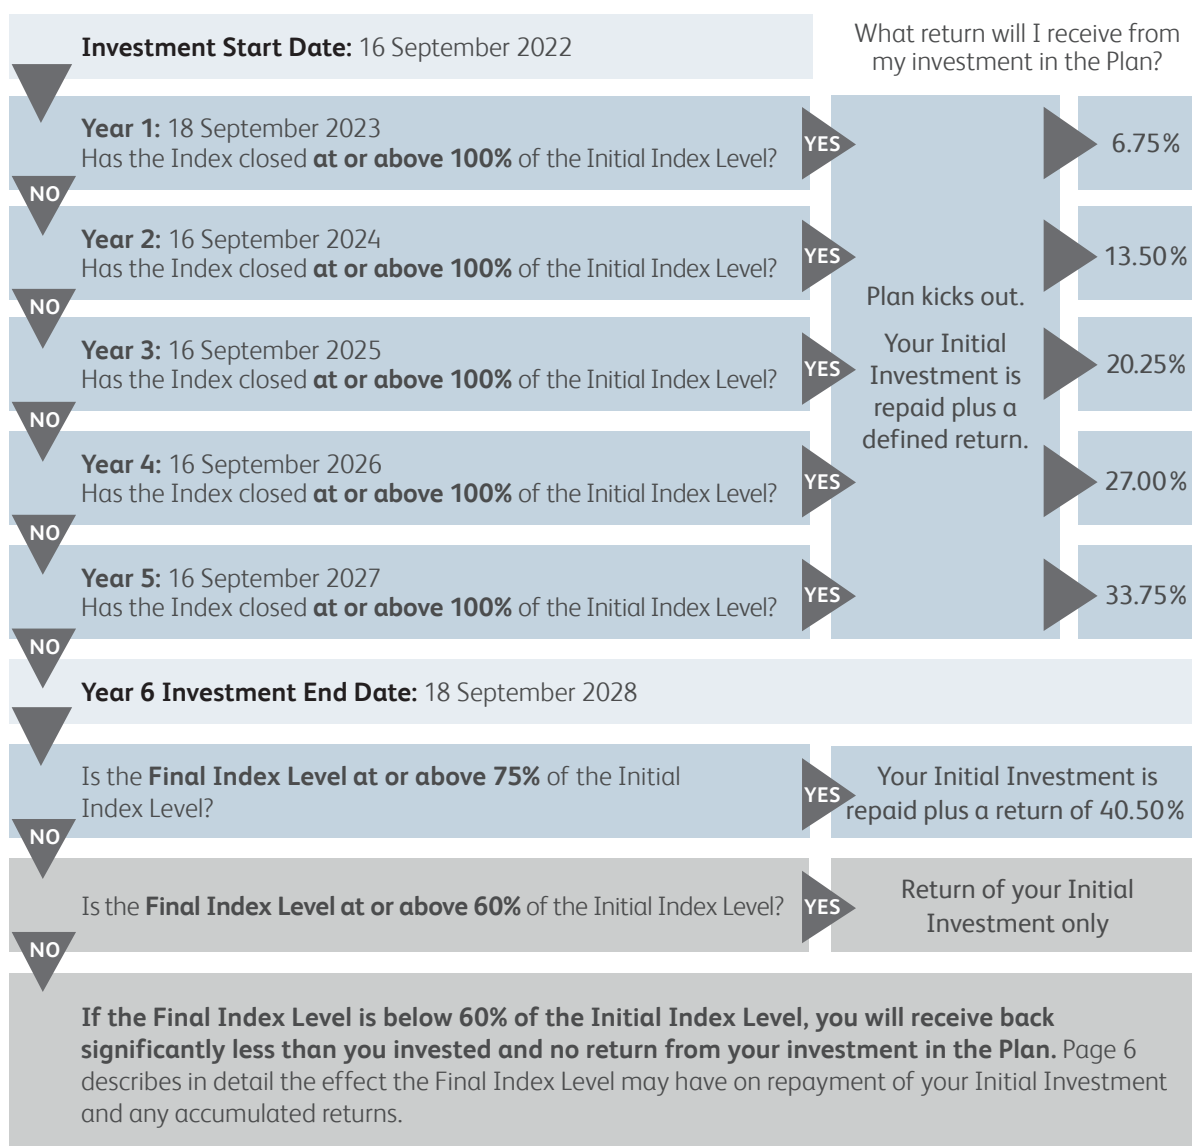 Investment Start Date: 16 September 2022
What return will I receive from
my investment in the Plan?
Year 1: 18 September 2023
Has the Index closed at or above 100% of the Initial Index Level?
YES
6.75%
NO
Year 2: 16 September 2024
Has the Index closed at or above 100% of the Initial Index Level?
YES
13.50%
NO
Year 3: 16 September 2025
Has the Index closed at or above 100% of the Initial Index Level?
YES
20.25%
NO
Year 4: 16 September 2026
Has the Index closed at or above 100% of the Initial Index Level?
YES
27.00%
NO
Year 5: 16 September 2027
Has the Index closed at or above 100% of the Initial Index Level?
YES
33.75%
NO
Plan kicks out.
Your Initial
Investment is
repaid plus a
defined return.
Year 6 Investment End Date: 18 September 2028
Is the Final Index Level at or above 75% of the Initial
Index Level?
YES
Your Initial Investment is
repaid plus a return of 40.50%
NO
Is the Final Index Level at or above 60% of the Initial Index Level?
YES
Return of your Initial
Investment only
NO
If the Final Index Level is below 60% of the Initial Index Level, you will receive back
significantly less than you invested and no return from your investment in the Plan. Page 6
describes in detail the effect the Final Index Level may have on repayment of your Initial Investment
and any accumulated returns.